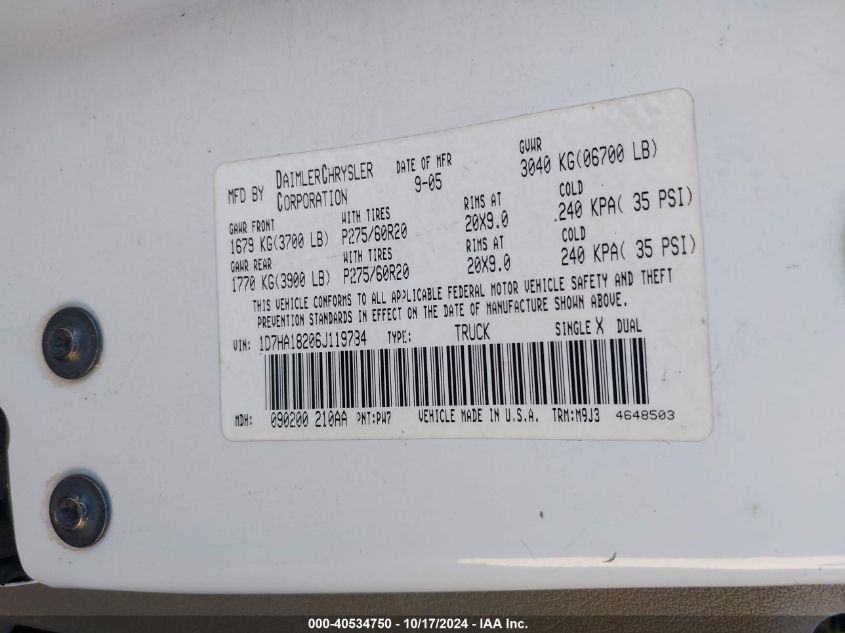 MFD BY DAIMLERCHRYSLER CORPORATION DATE OF MFR 9-05 GVWR 3040 KG(06700 LB)
GAWR FRONT WITH TIRES RIMS AT COLD
1679 KG(3700 LB) P275/60R20 20X9.0 240 KPA( 35 PSI)
GAWR REAR WITH TIRES RIMS AT COLD
1770 KG(3900 LB) P275/60R20 20X9.0 240 KPA( 35 PSI)
THIS VEHICLE CONFORMS TO ALL APPLICABLE FEDERAL MOTOR VEHICLE SAFETY AND THEFT
PREVENTION STANDARDS IN EFFECT ON THE DATE OF MANUFACTURE SHOWN ABOVE.
VIN: 1D7HA18206J119784 TYPE: TRUCK SINGLE X DUAL
MDH: 090200 210AA PNT:PW7 VEHICLE MADE IN U.S.A. TRM:M9J3 4648503
000-40534750 - 10/17/2024 - IAA Inc.